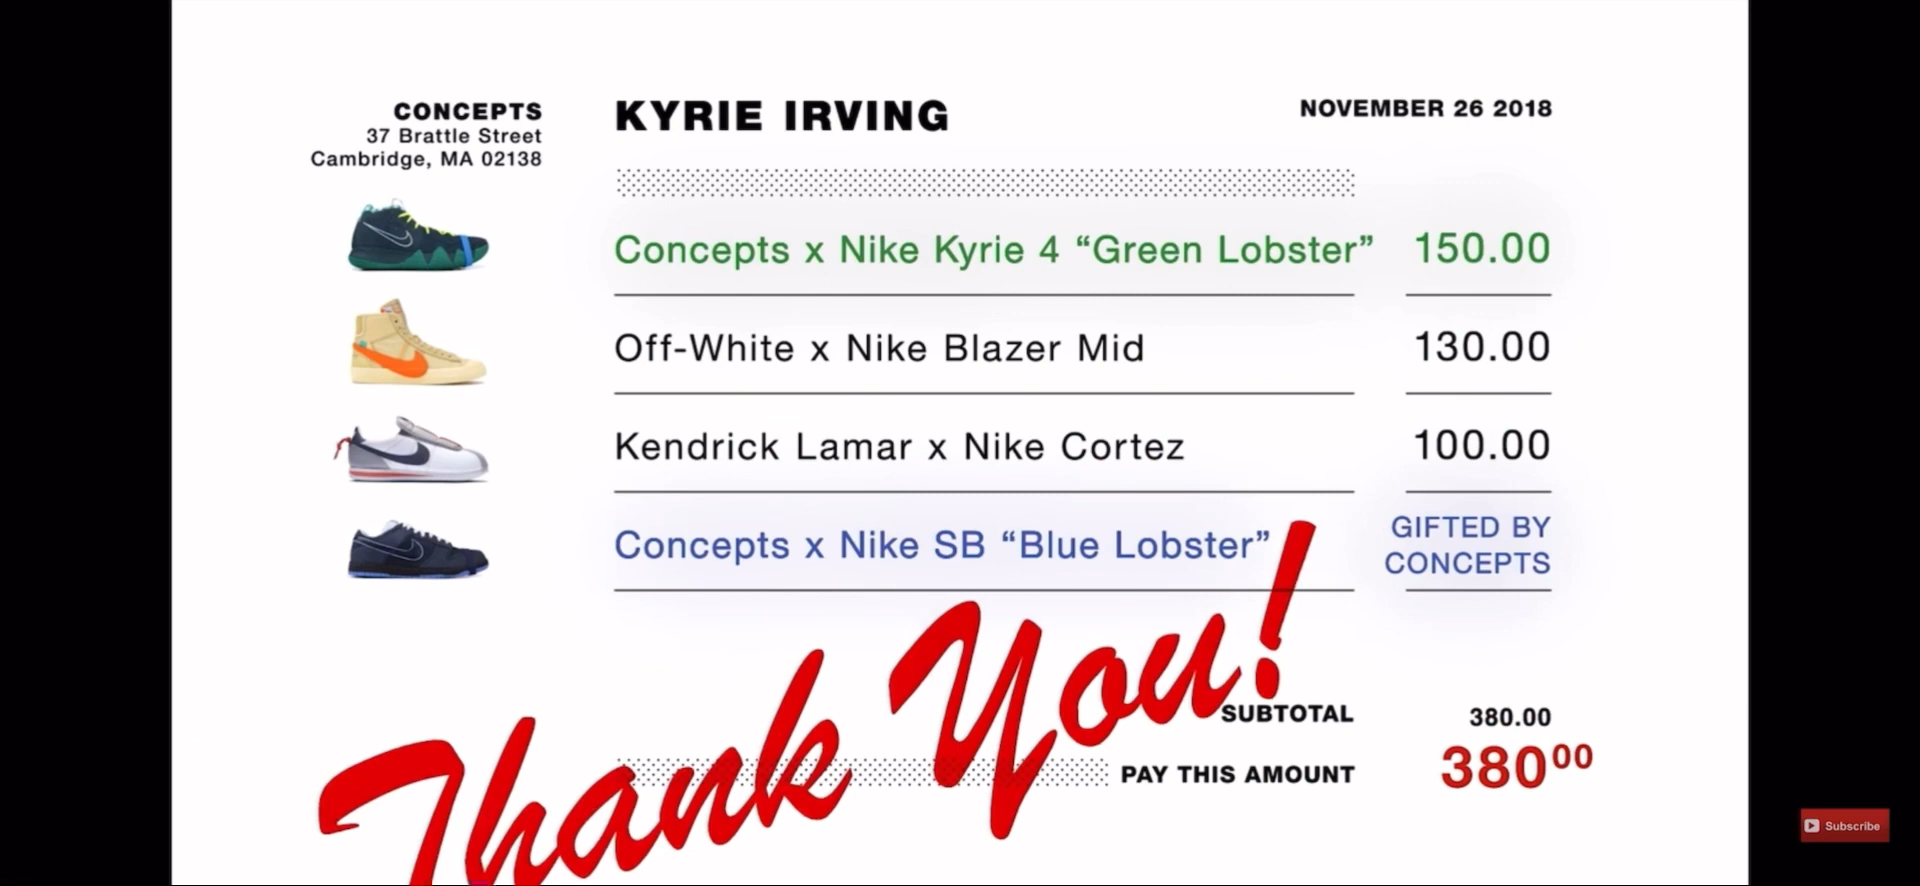 CONCEPTS
37 Brattle Street
Cambridge, MA 02138
KYRIE IRVING
NOVEMBER 26 2018
Concepts x Nike Kyrie 4 “Green Lobster” 150.00
Off-White x Nike Blazer Mid 130.00
Kendrick Lamar x Nike Cortez 100.00
Concepts x Nike SB “Blue Lobster” GIFTED BY
CONCEPTS
Thank You!
SUBTOTAL 380.00
PAY THIS AMOUNT 380⁰⁰
Subscribe